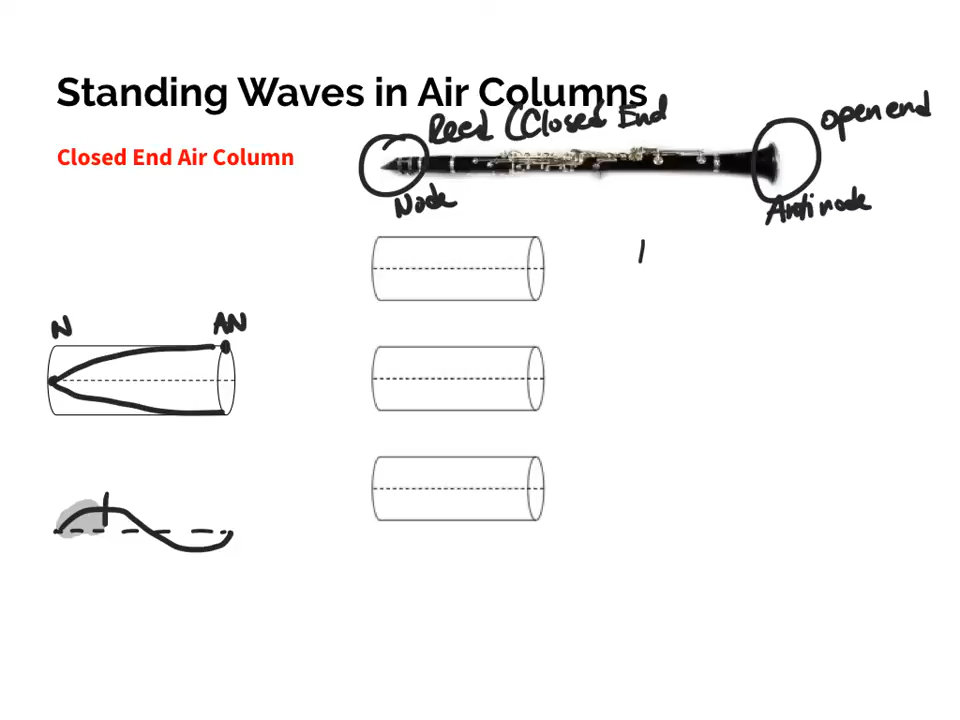 Standing Waves in Air Columns
Reed (Closed End
open end
Closed End Air Column
Node
Antinode
N
AN